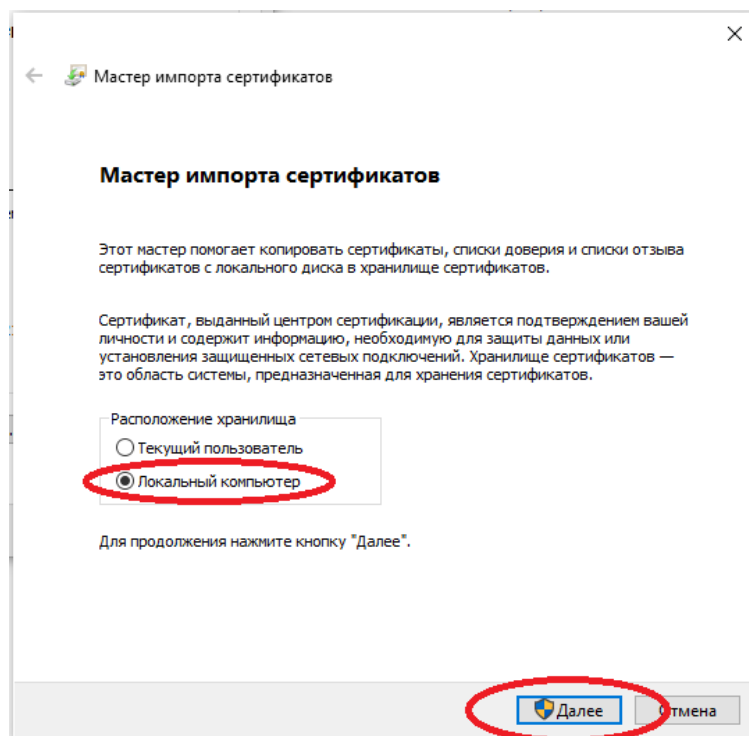 Мастер импорта сертификатов
Мастер импорта сертификатов
Этот мастер помогает копировать сертификаты, списки доверия и списки отзыва
сертификатов с локального диска в хранилище сертификатов.
Сертификат, выданный центром сертификации, является подтверждением вашей
личности и содержит информацию, необходимую для защиты данных или
установления защищенных сетевых подключений. Хранилище сертификатов —
это область системы, предназначенная для хранения сертификатов.
Расположение хранилища
Текущий пользователь
Локальный компьютер
Для продолжения нажмите кнопку "Далее".
Далее Отмена